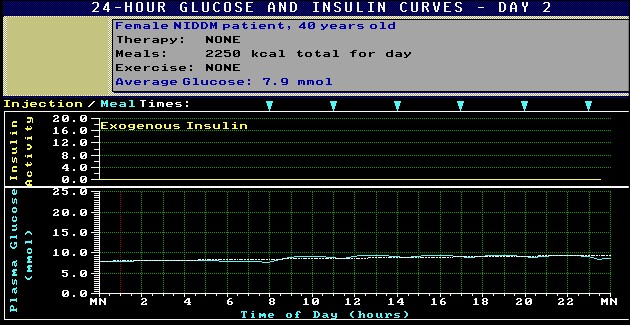 24-HOUR GLUCOSE AND INSULIN CURVES - DAY 2
Female NIDDM patient, 40 years old
Therapy: NONE
Meals: 2250 kcal total for day
Exercise: NONE
Average Glucose: 7.9 mmol
Injection / Meal Times:
Insulin Activity
20.0
16.0
12.0
8.0
4.0
0.0
Exogenous Insulin
Plasma Glucose (mmol)
25.0
20.0
15.0
10.0
5.0
0.0
MN 2 4 6 8 10 12 14 16 18 20 22 MN
Time of Day (hours)